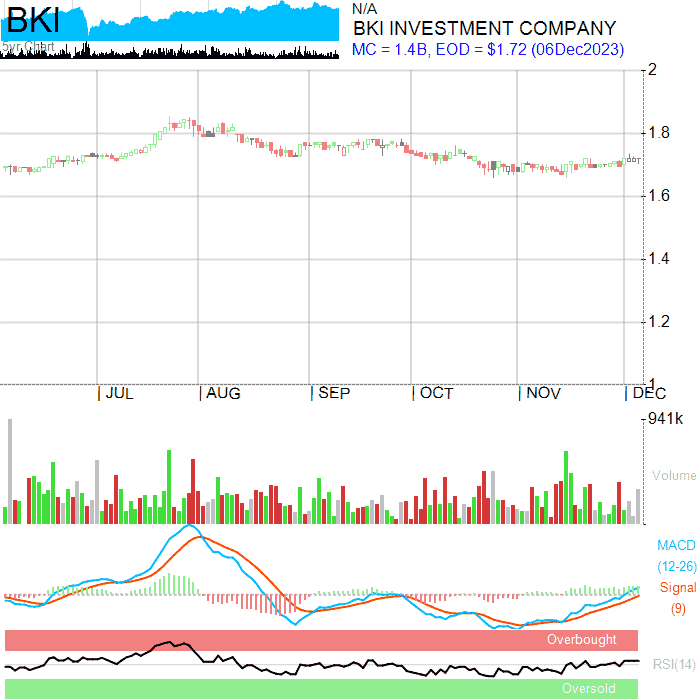 BKI
5yr Chart
N/A
BKI INVESTMENT COMPANY
MC = 1.4B, EOD = $1.72 (06Dec2023)
2
1.8
1.6
1.4
1.2
1
JUL AUG SEP OCT NOV DEC
941k
Volume
MACD
(12-26)
Signal
(9)
Overbought
RSI(14)
Oversold